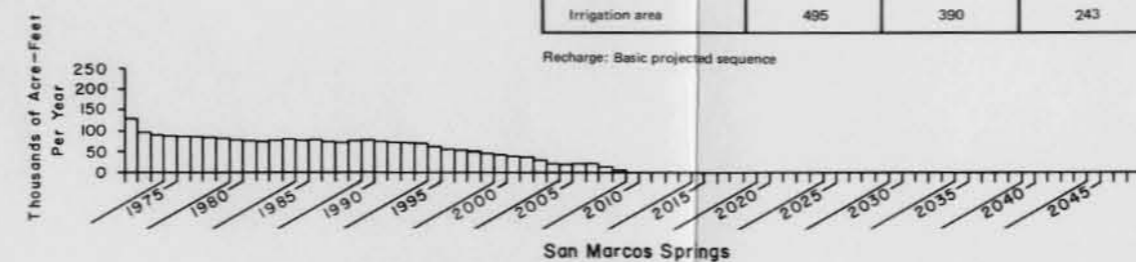 Irrigation area 495 390 243
Recharge: Basic projected sequence
Thousands of Acre-Feet
Per Year
250
200
150
100
50
0
1975 1980 1985 1990 1995 2000 2005 2010 2015 2020 2025 2030 2035 2040 2045
San Marcos Springs